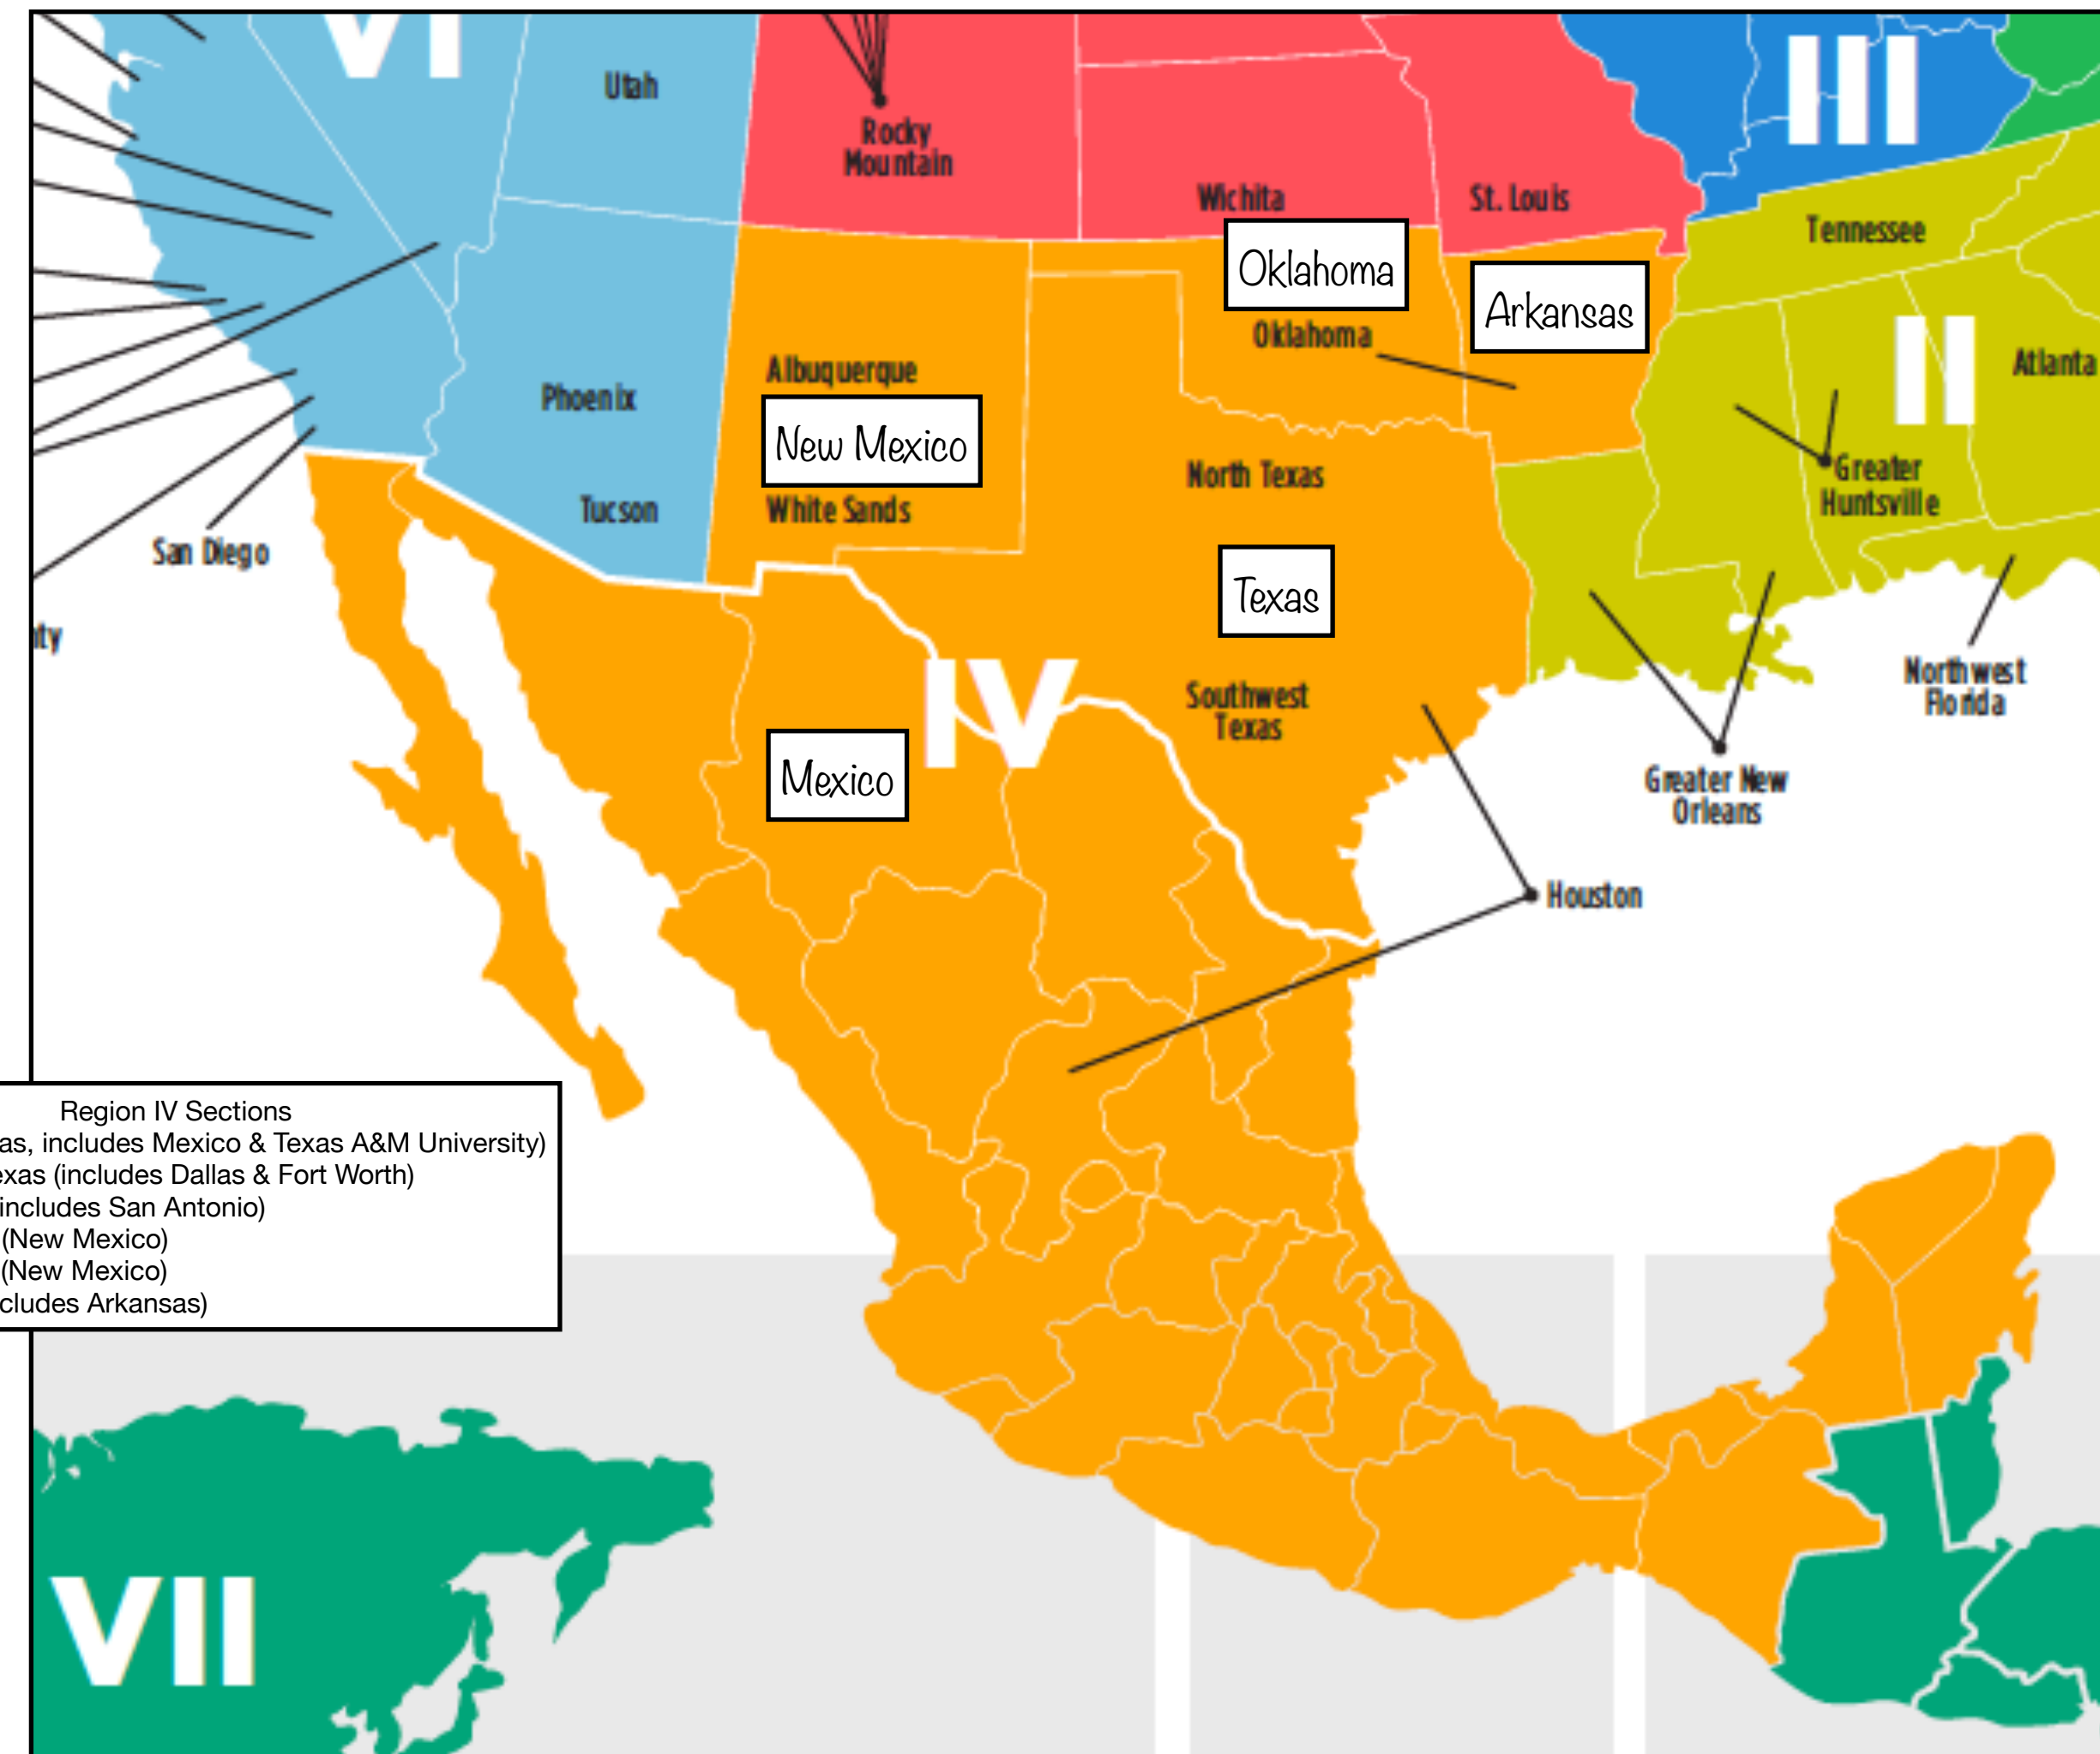 VI
III
Utah
Rocky
Mountain
Wichita
St. Louis
Tennessee
Oklahoma
Arkansas
Oklahoma
II
Atlanta
Albuquerque
New Mexico
White Sands
Phoenix
Tucson
North Texas
Greater
Huntsville
San Diego
Texas
Northwest
Florida
IV
Southwest
Texas
Mexico
Greater New
Orleans
Houston
Region IV Sections
includes Mexico & Texas A&M University)
(includes Dallas & Fort Worth)
includes San Antonio)
(New Mexico)
(New Mexico)
Arkansas)
VII